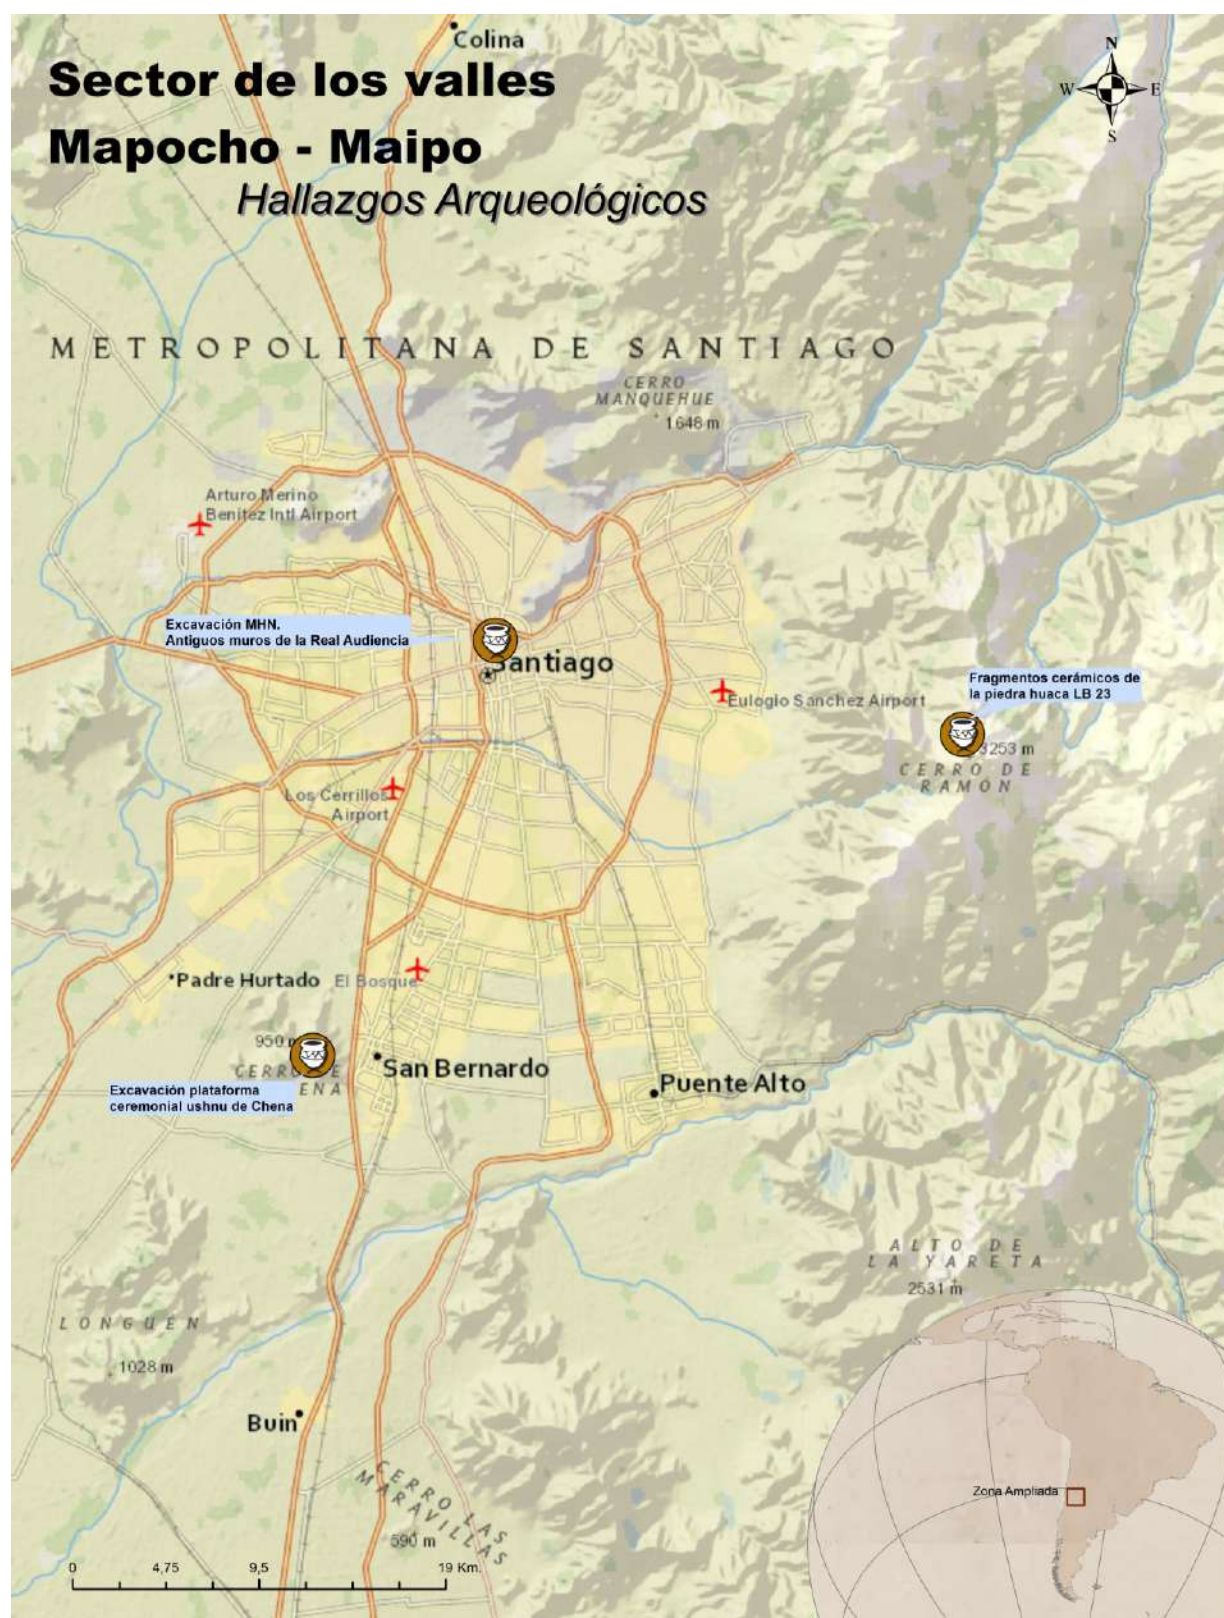 Colina
Sector de los valles
Mapocho - Maipo
Hallazgos Arqueológicos
N
W
E
S
METROPOLITANA DE SANTIAGO
CERRO
MANQUEHUE
1648 m
Arturo Merino
Benitez Intl Airport
Excavación MHN.
Antiguos muros de la Real Audiencia
Santiago
Fragmentos cerámicos de
la piedra huaca LB 23
Eulogio Sanchez Airport
3253 m
CERRO DE
RAMON
Los Cerrillos
Airport
Padre Hurtado
El Bosque
950 m
San Bernardo
CERRO DE
ENA
Excavación plataforma
ceremonial ushnu de Chena
Puente Alto
ALTO DE
LA YARETA
2531 m
LONGUEN
1028 m
Buin
CERRO LAS
MARAVILLAS
590 m
Zona Ampliada
0 4,75 9,5 19 Km.